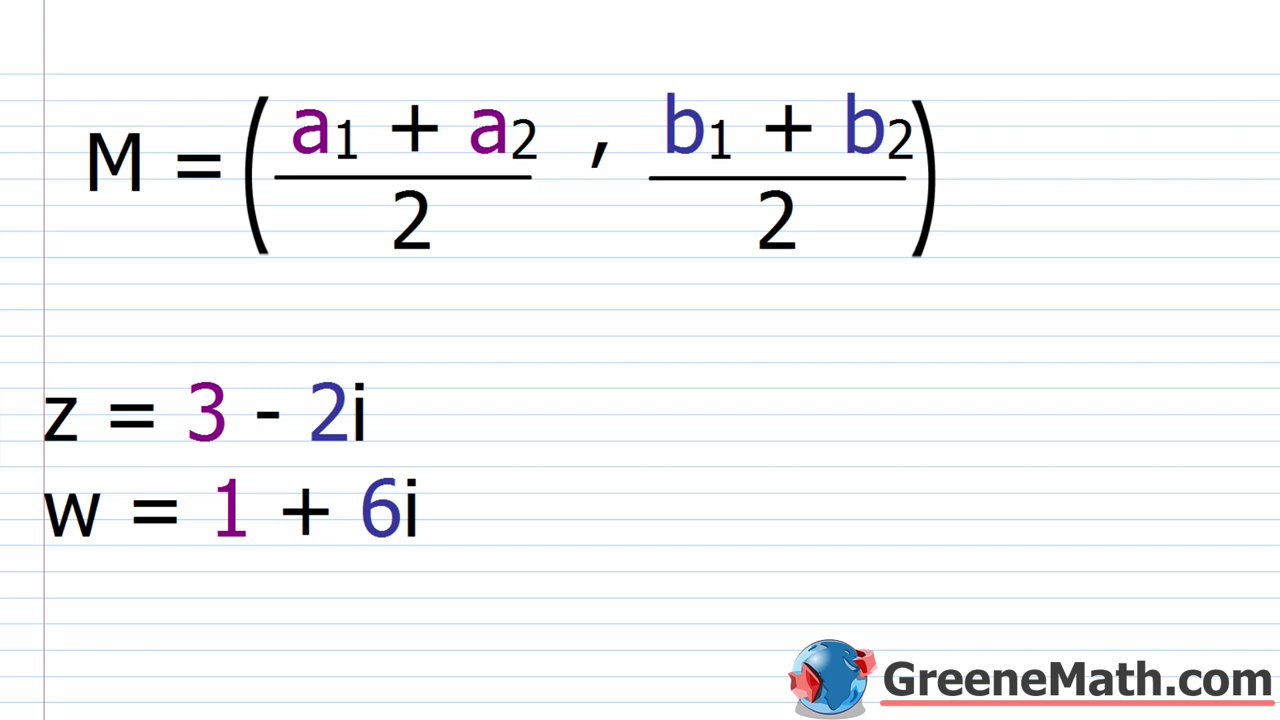 M = ( a1 + a2 / 2 , b1 + b2 / 2 )
z = 3 - 2i
w = 1 + 6i
GreeneMath.com